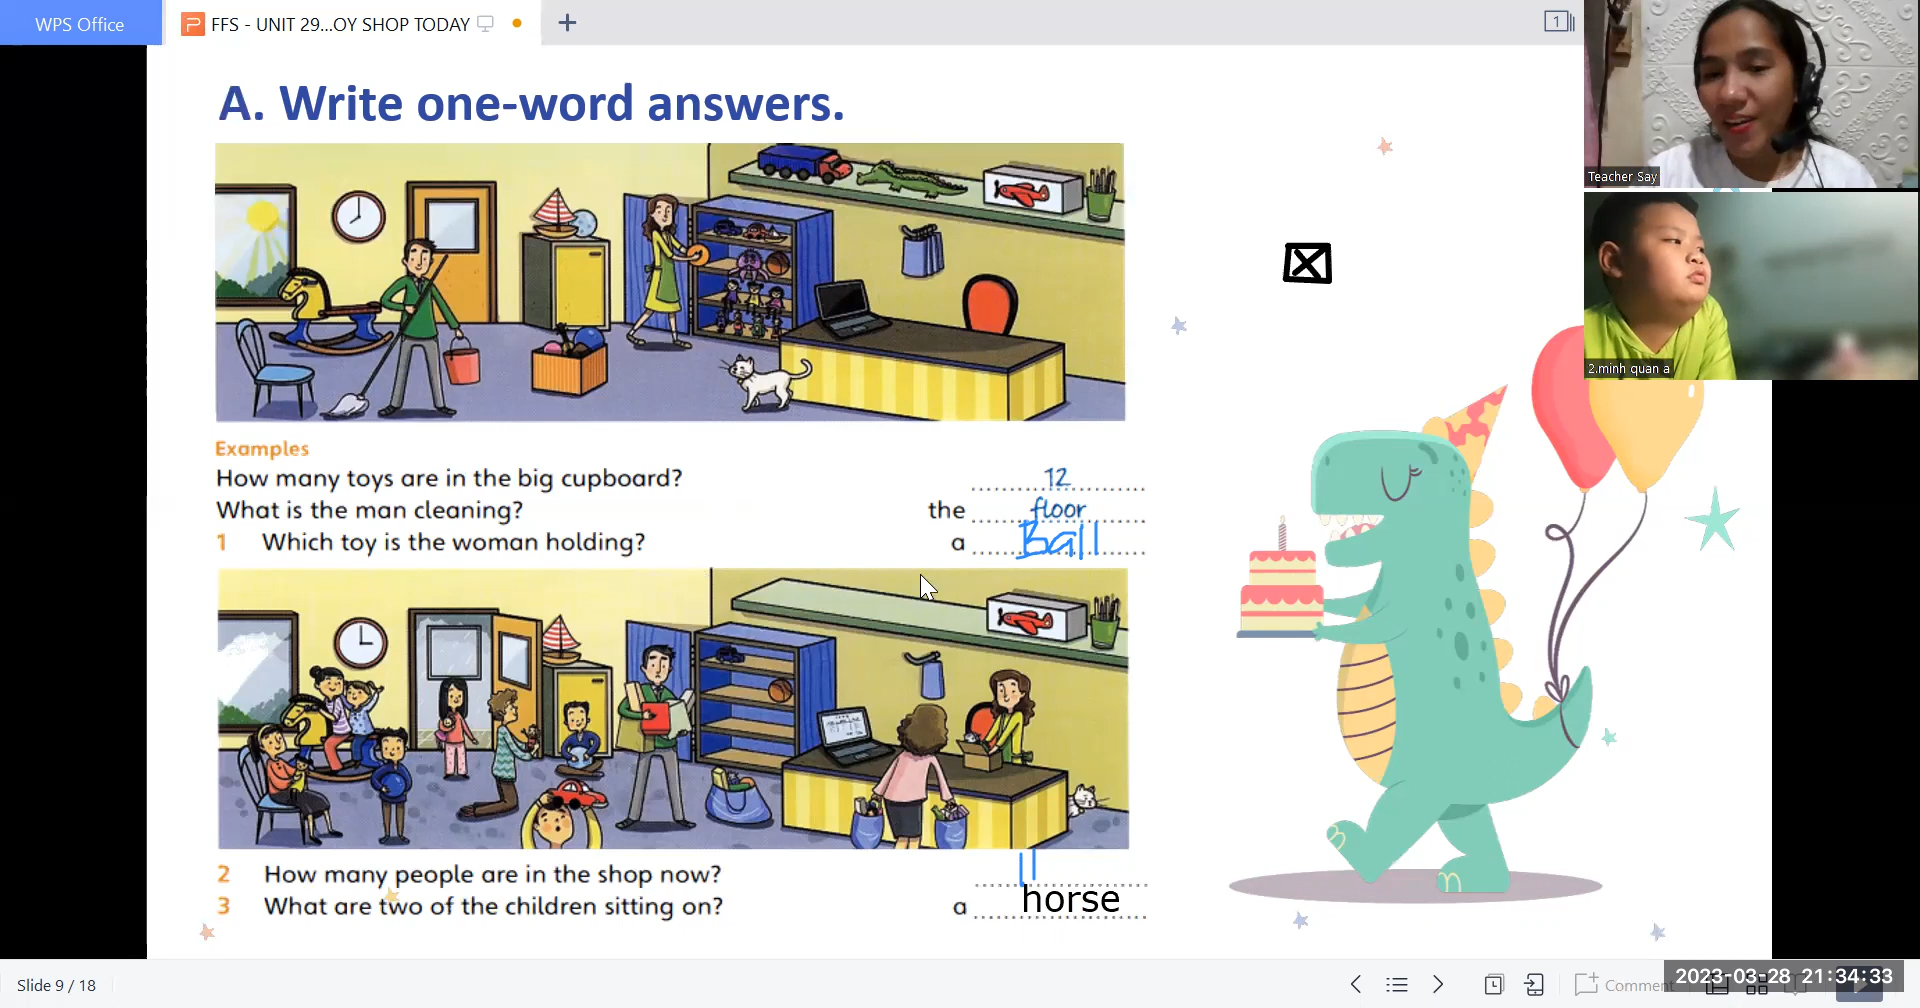 WPS Office
FFS - UNIT 29...OY SHOP TODAY
1
A. Write one-word answers.
Teacher Say
2.minh quan a
Examples
How many toys are in the big cupboard? 12
What is the man cleaning? the floor
1 Which toy is the woman holding? a Ball
2 How many people are in the shop now? 11
3 What are two of the children sitting on? a horse
Slide 9 / 18
Comment
2023-03-28 21:34:33